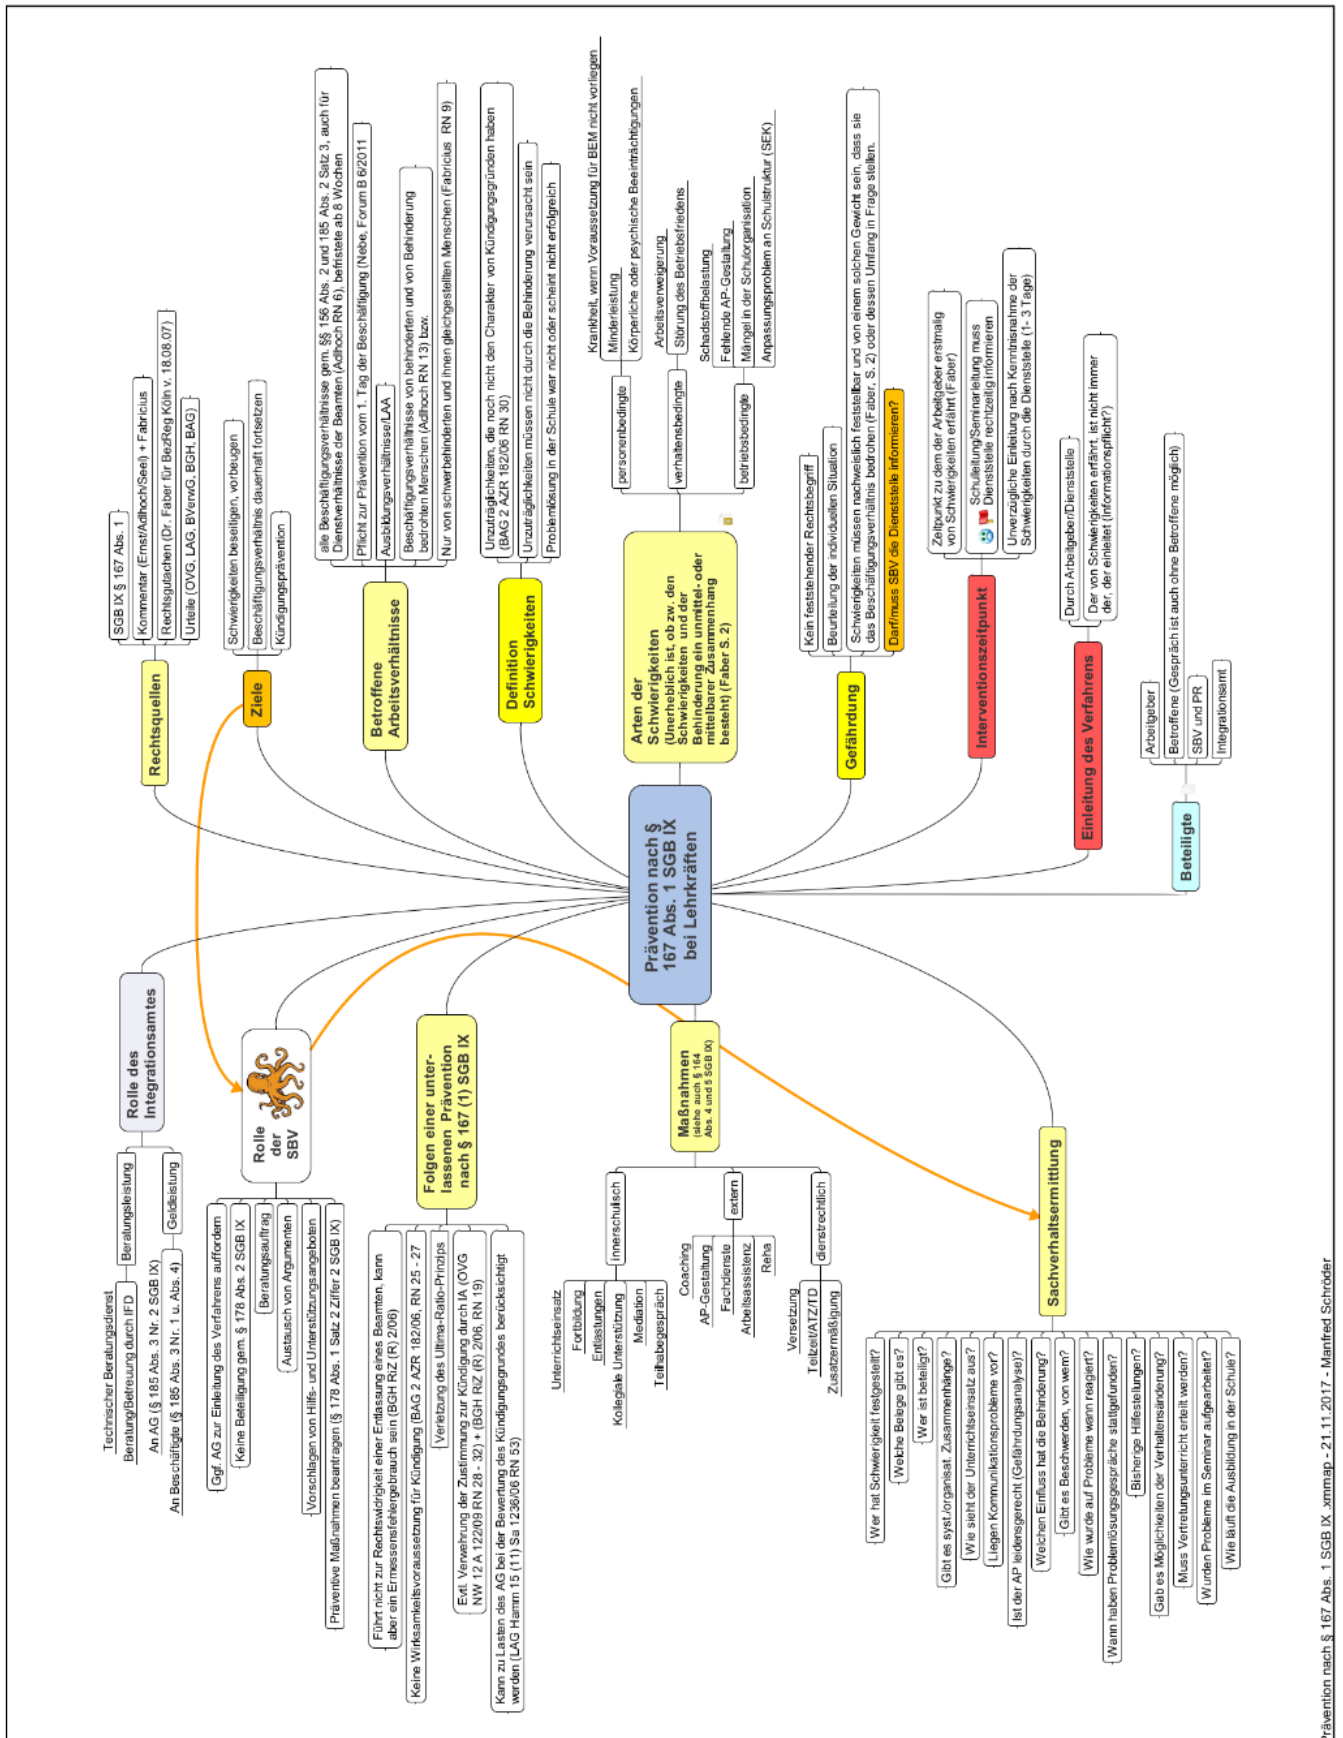 Prävention nach §
167 Abs. 1 SGB IX
bei Lehrkräften
Rechtsquellen
SGB IX § 167 Abs. 1
Kommentar (Ernst/Adlhoch/Seel) + Fabricius
Rechtsgutachen (Dr. Faber für BezReg Köln v. 18.08.07)
Urteile (OVG, LAG, BVerwG, BGH, BAG)
Ziele
Schwierigkeiten beseitigen, vorbeugen
Beschäftigungsverhältnis dauerhaft fortsetzen
Kündigungsprävention
Betroffene
Arbeitsverhältnisse
alle Beschäftigungsverhältnisse gem. §§ 156 Abs. 2 und 185 Abs. 2 Satz 3, auch für
Dienstverhältnisse der Beamten (Adlhoch RN 6), befristete ab 8 Wochen
Pflicht zur Prävention vom 1. Tag der Beschäftigung (Nebe, Forum B 6/2011
Ausbildungsverhältnisse/LAA
Beschäftigungsverhältnisse von behinderten und von Behinderung
bedrohten Menschen (Adlhoch RN 13) bzw.
Nur von schwerbehinderten und ihnen gleichgestellten Menschen (Fabricius RN 9)
Definition
Schwierigkeiten
Unzuträglichkeiten, die noch nicht den Charakter von Kündigungsgründen haben
(BAG 2 AZR 182/06 RN 30)
Unzuträglichkeiten müssen nicht durch die Behinderung verursacht sein
Problemlösung in der Schule war nicht oder scheint nicht erfolgreich
Arten der
Schwierigkeiten
(Unerheblich ist, ob zw. den
Schwierigkeiten und der
Behinderung ein unmittel- oder
mittelbarer Zusammenhang
besteht) (Faber S. 2)
personenbedingte
Krankheit, wenn Voraussetzung für BEM nicht vorliegen
Minderleistung
Körperliche oder psychische Beeinträchtigungen
verhaltensbedingte
Arbeitsverweigerung
Störung des Betriebsfriedens
betriebsbedingte
Schadstoffbelastung
Fehlende AP-Gestaltung
Mängel in der Schulorganisation
Anpassungsproblem an Schulstruktur (SEK)
Gefährdung
Kein feststehender Rechtsbegriff
Beurteilung der individuellen Situation
Schwierigkeiten müssen nachweislich feststellbar und von einem solchen Gewicht sein, dass sie
das Beschäftigungsverhältnis bedrohen (Faber, S. 2) oder dessen Umfang in Frage stellen.
Darf/muss SBV die Dienststelle informieren?
Interventionszeitpunkt
Zeitpunkt zu dem der Arbeitgeber erstmalig
von Schwierigkeiten erfährt (Faber)
Schulleitung/Seminarleitung muss
Dienststelle rechtzeitig informieren
Unverzügliche Einleitung nach Kenntnisnahme der
Schwierigkeiten durch die Dienststelle (1- 3 Tage)
Einleitung des Verfahrens
Durch Arbeitgeber/Dienststelle
Der von Schwierigkeiten erfährt, ist nicht immer
der, der einleitet (Informationspflicht?)
Beteiligte
Arbeitgeber
Betroffene (Gespräch ist auch ohne Betroffene möglich)
SBV und PR
Integrationsamt
Rolle des
Integrationsamtes
Beratungsleistung
Technischer Beratungsdienst
Beratung/Betreuung durch IFD
Geldleistung
An AG (§ 185 Abs. 3 Nr. 2 SGB IX)
An Beschäftigte (§ 185 Abs. 3 Nr. 1 u. Abs. 4)
Rolle
der
SBV
Ggf. AG zur Einleitung des Verfahrens auffordern
Keine Beteiligung gem. § 178 Abs. 2 SGB IX
Beratungsauftrag
Austausch von Argumenten
Vorschlagen von Hilfs- und Unterstützungsangeboten
Präventive Maßnahmen beantragen (§ 178 Abs. 1 Satz 2 Ziffer 2 SGB IX)
Folgen einer unter-
lassenen Prävention
nach § 167 (1) SGB IX
Führt nicht zur Rechtswidrigkeit einer Entlassung eines Beamten, kann
aber ein Ermessensfehlergebrauch sein (BGH RiZ (R) 2/06)
Keine Wirksamkeitsvoraussetzung für Kündigung (BAG 2 AZR 182/06, RN 25 - 27
Verletzung des Ultima-Ratio-Prinzips
Evtl. Verwehrung der Zustimmung zur Kündigung durch IA (OVG
NW 12 A 122/09 RN 28 - 32) + (BGH RiZ (R) 2/06, RN 19)
Kann zu Lasten des AG bei der Bewertung des Kündigungsgrundes berücksichtigt
werden (LAG Hamm 15 (11) Sa 1236/06 RN 53)
Maßnahmen
(siehe auch § 164
Abs. 4 und 5 SGB IX)
innerschulisch
Unterrichtseinsatz
Fortbildung
Entlastungen
Kollegiale Unterstützung
Mediation
Teilhabegespräch
extern
Coaching
AP-Gestaltung
Fachdienste
Arbeitsassistenz
Reha
dienstrechtlich
Versetzung
Teilzeit/ATZ/TD
Zusatzermäßigung
Sachverhaltsermittlung
Wer hat Schwierigkeit festgestellt?
Welche Belege gibt es?
Wer ist beteiligt?
Gibt es syst./organisat. Zusammenhänge?
Wie sieht der Unterrichtseinsatz aus?
Liegen Kommunikationsprobleme vor?
Ist der AP leidensgerecht (Gefährdungsanalyse)?
Welchen Einfluss hat die Behinderung?
Gibt es Beschwerden, von wem?
Wie wurde auf Probleme wann reagiert?
Wann haben Problemlösungsgespräche stattgefunden?
Bisherige Hilfestellungen?
Gab es Möglichkeiten der Verhaltensänderung?
Muss Vertretungsunterricht erteilt werden?
Wurden Probleme im Seminar aufgearbeitet?
Wie läuft die Ausbildung in der Schule?
Prävention nach § 167 Abs. 1 SGB IX .xmmap - 21.11.2017 - Manfred Schröder